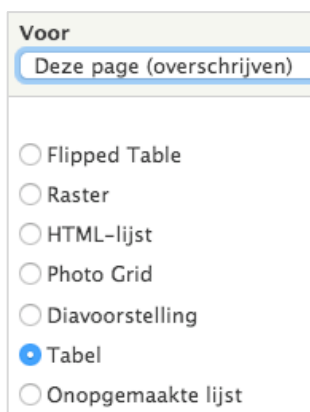 Voor
Deze page (overschrijven)
Flipped Table
Raster
HTML-lijst
Photo Grid
Diavoorstelling
Tabel
Onopgemaakte lijst